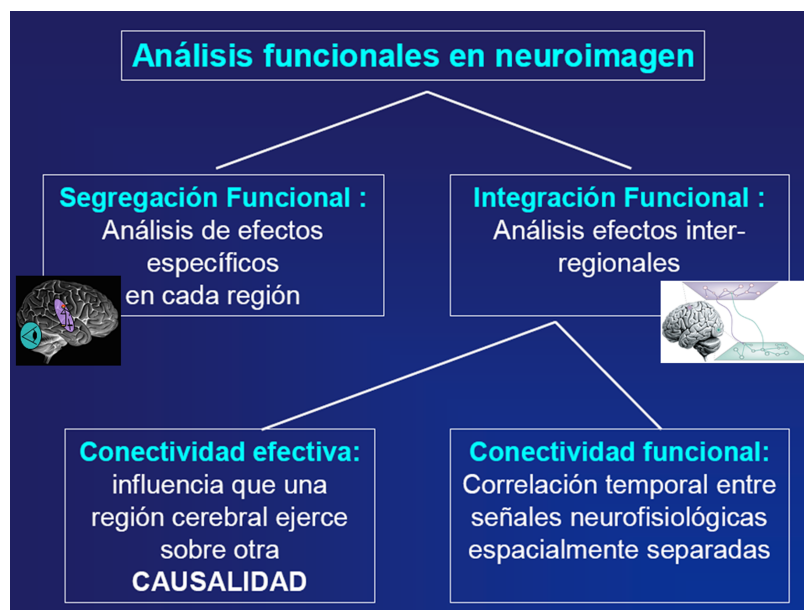 Análisis funcionales en neuroimagen
Segregación Funcional :
Análisis de efectos
específicos
en cada región
Integración Funcional :
Análisis efectos inter-
regionales
Conectividad efectiva:
influencia que una
región cerebral ejerce
sobre otra
CAUSALIDAD
Conectividad funcional:
Correlación temporal entre
señales neurofisiológicas
espacialmente separadas